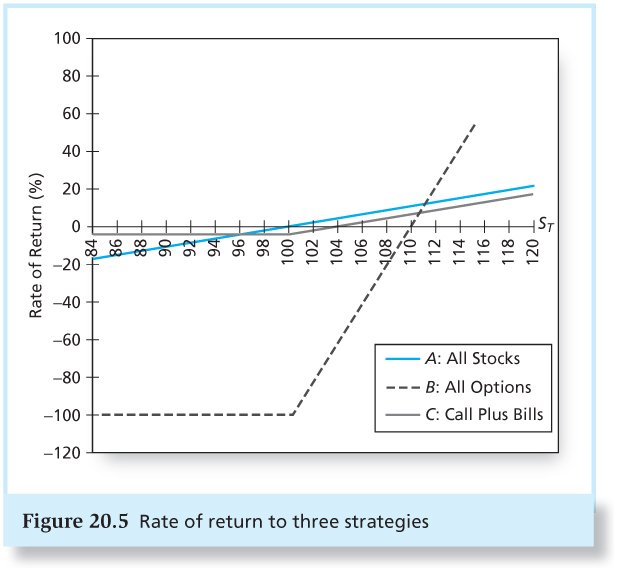 100
80
60
40
20
0
−20
−40
−60
−80
−100
−120
Rate of Return (%)
84 86 88 90 92 94 96 98 100 102 104 106 108 110 112 114 116 118 120
S_T
A: All Stocks
B: All Options
C: Call Plus Bills
Figure 20.5 Rate of return to three strategies